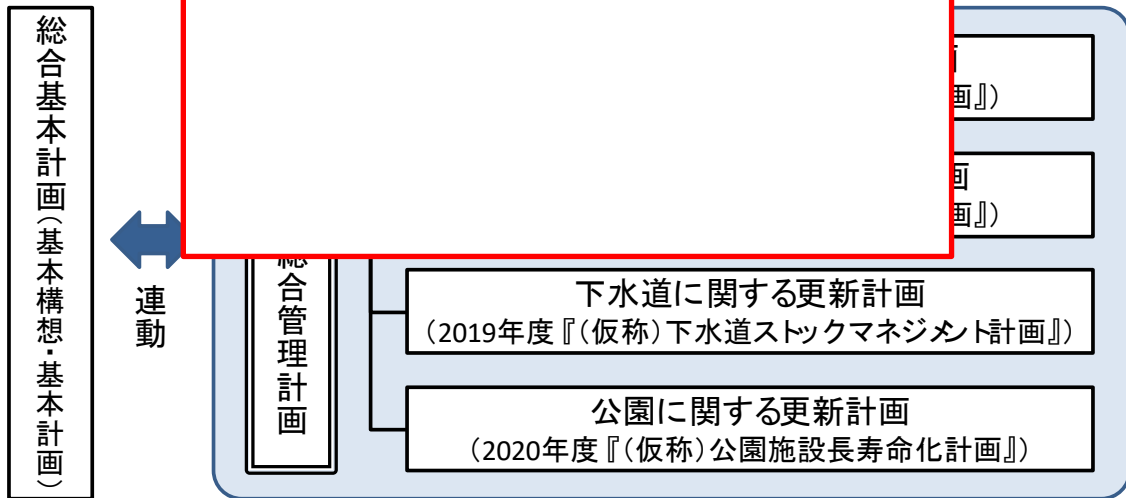 総合基本計画（基本構想・基本計画）
連動
総合管理計画
画
画』）
画
画』）
下水道に関する更新計画
（2019年度『（仮称）下水道ストックマネジメント計画』）
公園に関する更新計画
（2020年度『（仮称）公園施設長寿命化計画』）